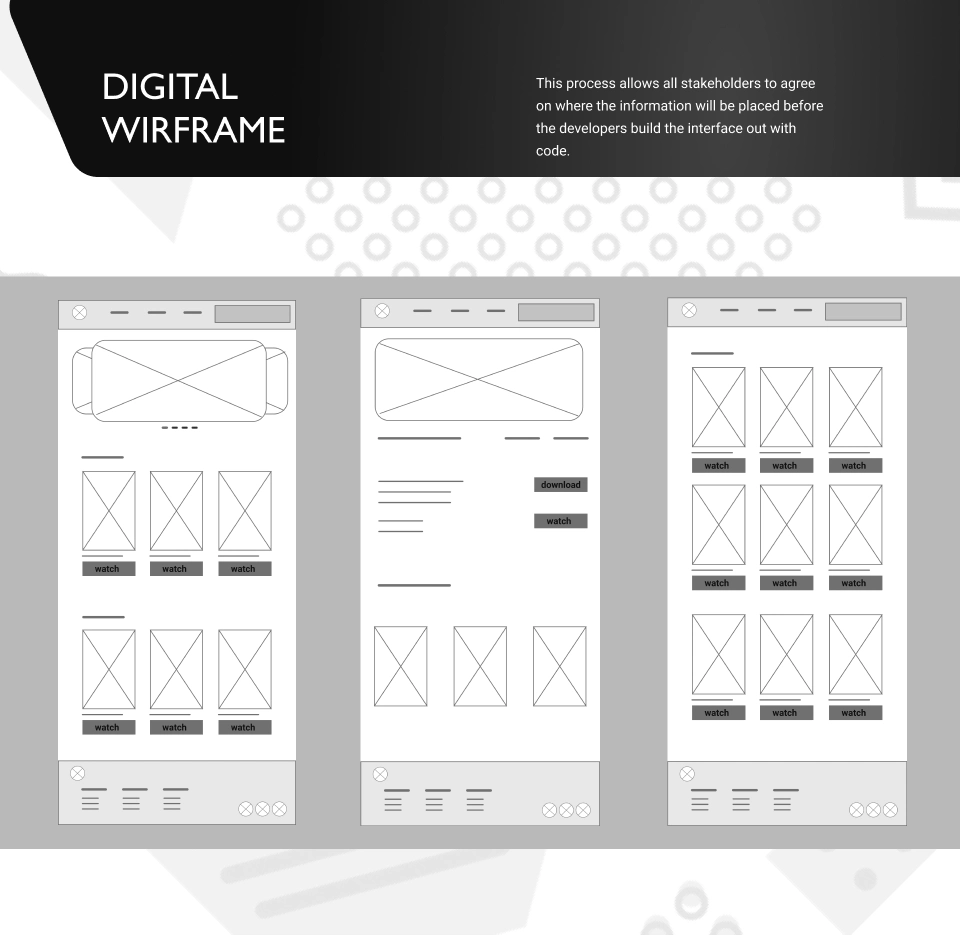 DIGITAL
WIRFRAME
This process allows all stakeholders to agree
on where the information will be placed before
the developers build the interface out with
code.
watch watch watch
watch watch watch
download
watch
watch watch watch
watch watch watch
watch watch watch